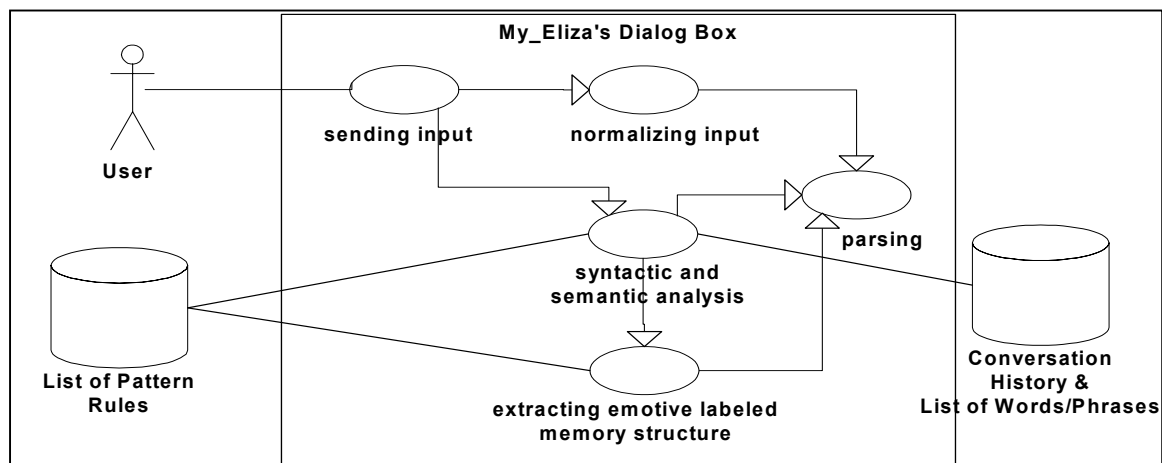 My_Eliza's Dialog Box
sending input
normalizing input
User
parsing
syntactic and
semantic analysis
List of Pattern
Rules
Conversation
History &
List of Words/Phrases
extracting emotive labeled
memory structure